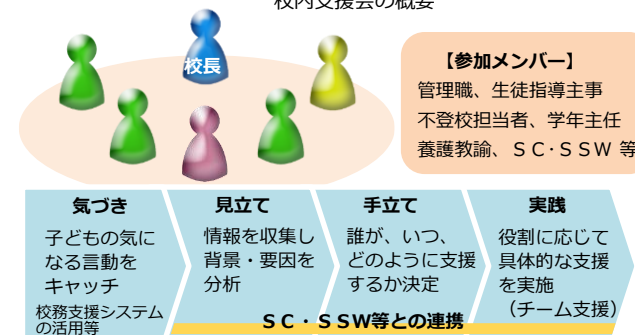 校内支援会の概要
校長
【参加メンバー】
管理職、生徒指導主事
不登校担当者、学年主任
養護教諭、ＳＣ・ＳＳＷ 等
気づき
子どもの気に
なる言動を
キャッチ
校務支援システム
の活用等
見立て
情報を収集し
背景・要因を
分析
手立て
誰が、いつ、
どのように支援
するか決定
実践
役割に応じて
具体的な支援
を実施
（チーム支援）
ＳＣ・ＳＳＷ等との連携